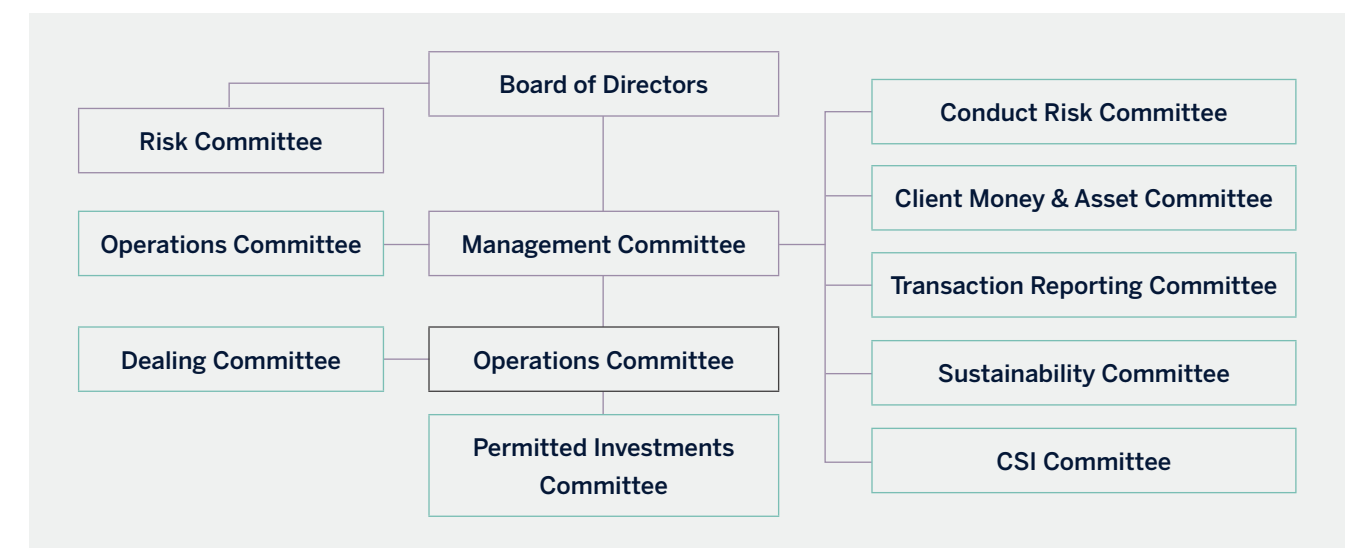 Board of Directors
Risk Committee
Operations Committee
Management Committee
Dealing Committee
Operations Committee
Permitted Investments
Committee
Conduct Risk Committee
Client Money & Asset Committee
Transaction Reporting Committee
Sustainability Committee
CSI Committee